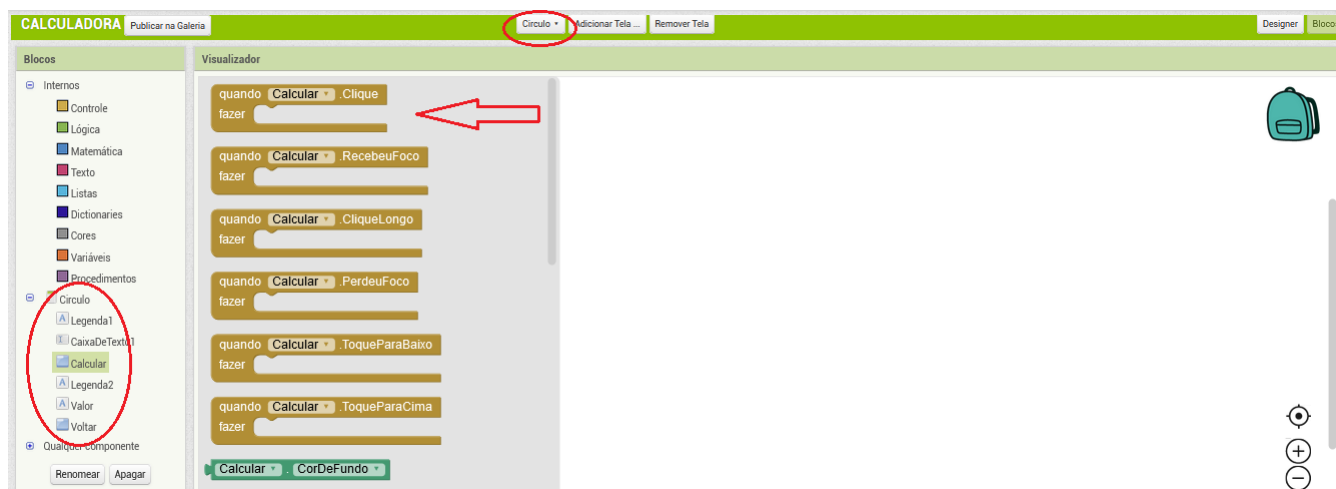 CALCULADORA Publicar na Galeria Circulo Adicionar Tela ... Remover Tela Designer Blocos
Blocos
Internos
Controle
Lógica
Matemática
Texto
Listas
Dictionaries
Cores
Variáveis
Procedimentos
Circulo
Legenda1
CaixaDeTexto1
Calcular
Legenda2
Valor
Voltar
Qualquer componente
Renomear Apagar
Visualizador
quando Calcular .Clique
fazer
quando Calcular .RecebeuFoco
fazer
quando Calcular .CliqueLongo
fazer
quando Calcular .PerdeuFoco
fazer
quando Calcular .ToqueParaBaixo
fazer
quando Calcular .ToqueParaCima
fazer
Calcular . CorDeFundo